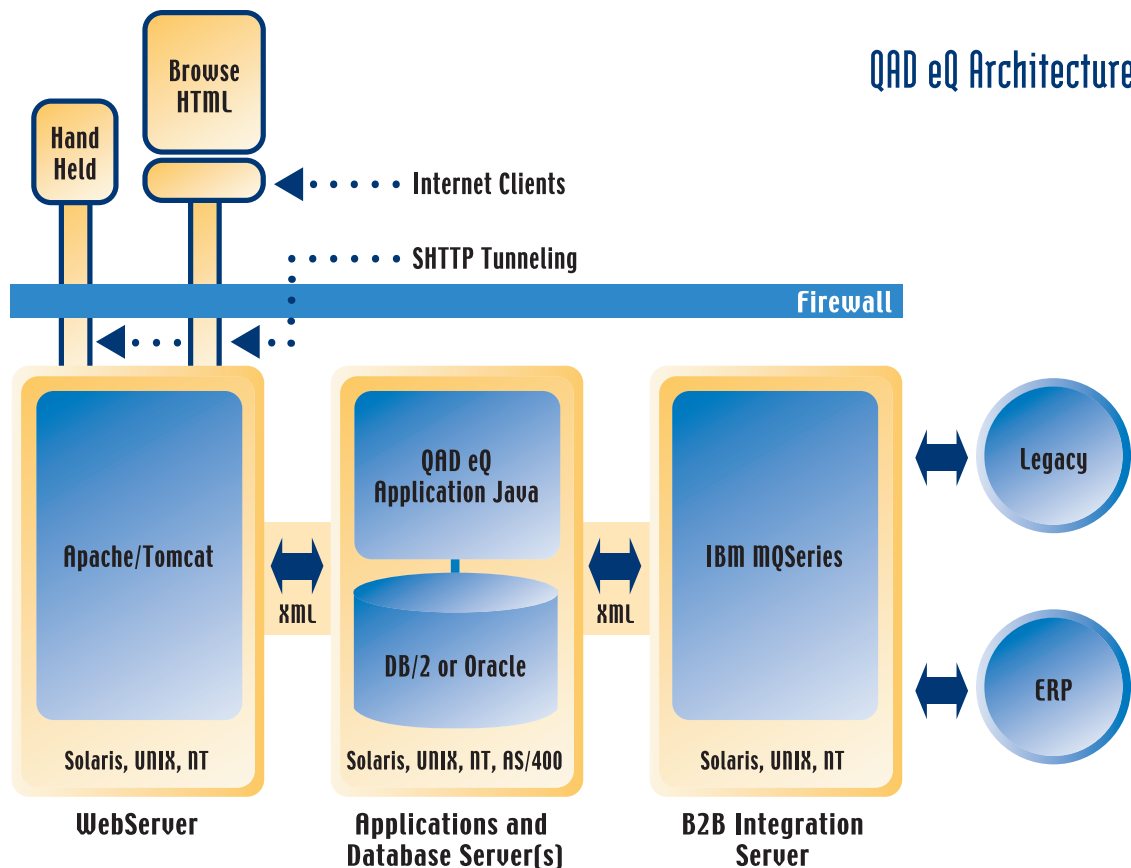 QAD eQ Architecture
Browse
HTML
Hand
Held
Internet Clients
SHTTP Tunneling
Firewall
Apache/Tomcat
Solaris, UNIX, NT
WebServer
XML
QAD eQ
Application Java
DB/2 or Oracle
Solaris, UNIX, NT, AS/400
Applications and
Database Server(s)
XML
IBM MQSeries
Solaris, UNIX, NT
B2B Integration
Server
Legacy
ERP